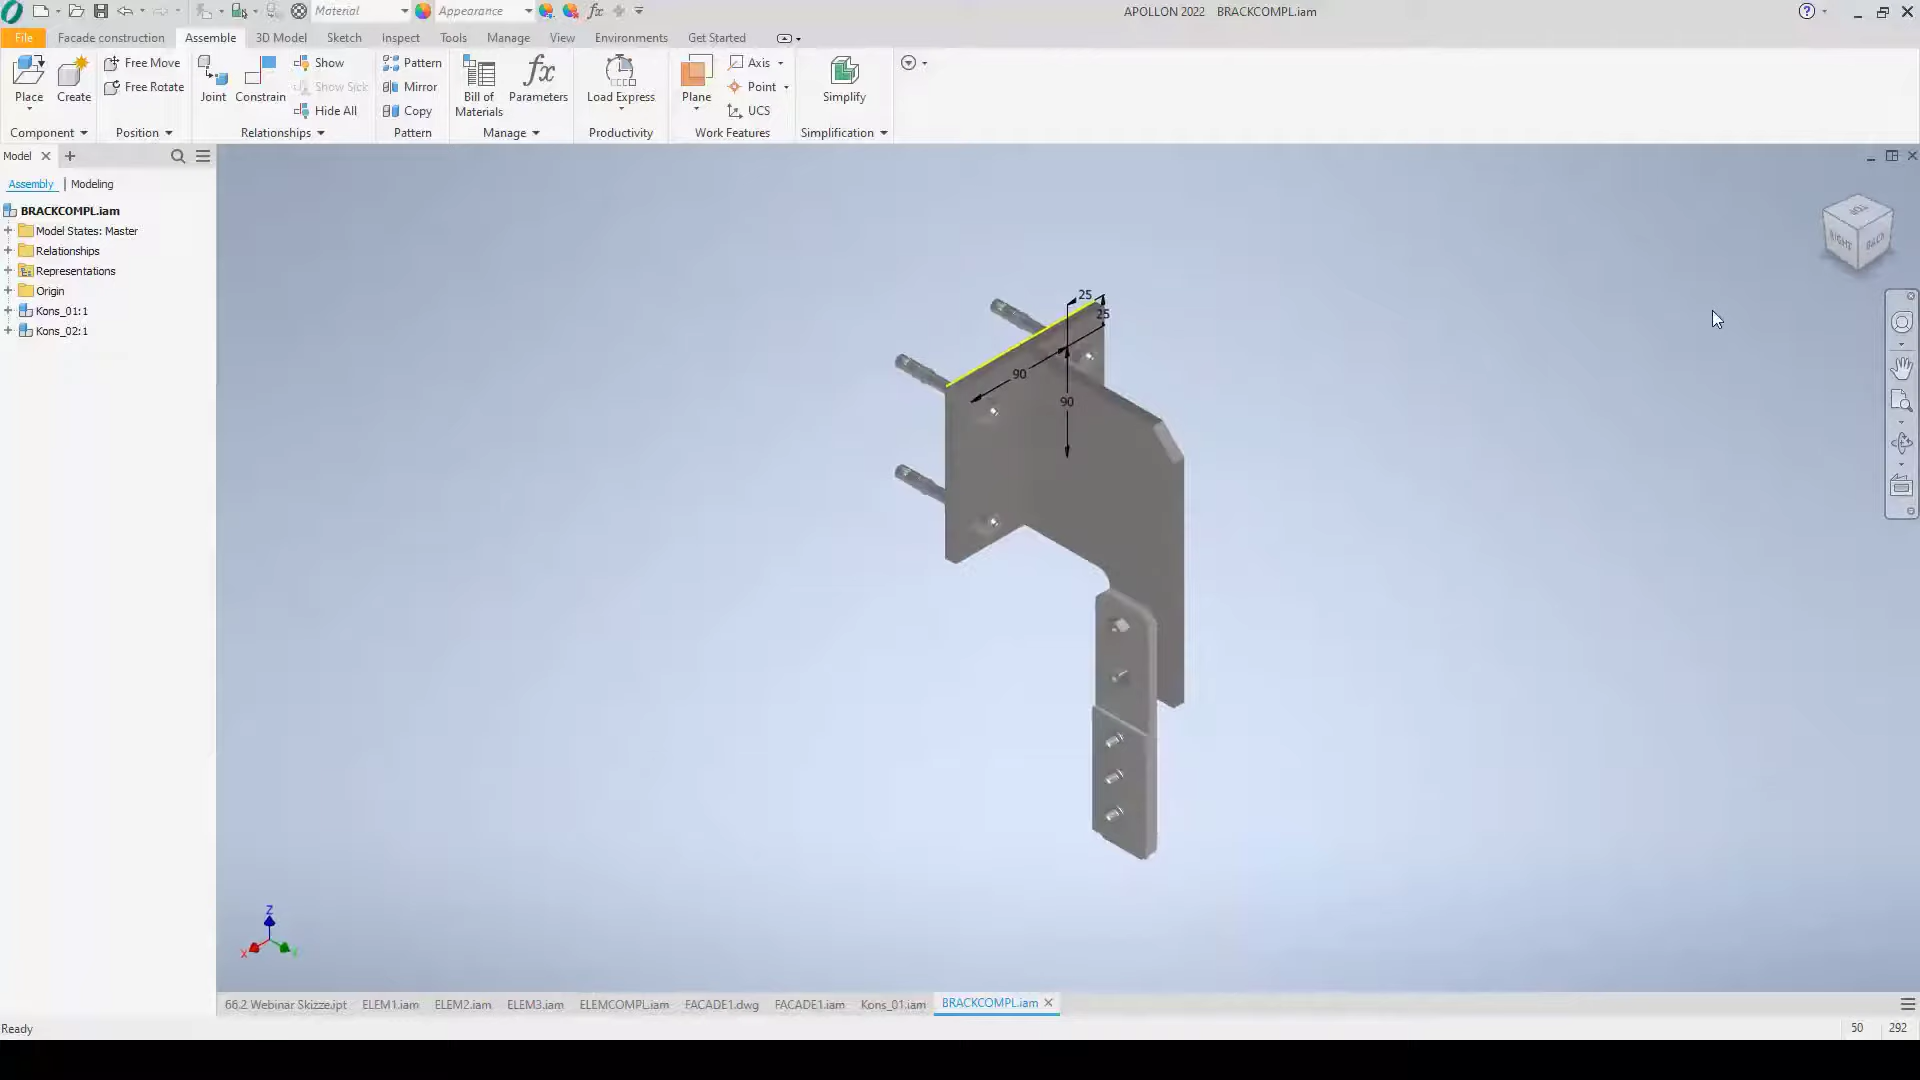 Material
Appearance
APOLLON 2022 BRACKCOMPL.iam
File Facade construction Assemble 3D Model Sketch Inspect Tools Manage View Environments Get Started
Place
Create
Free Move
Free Rotate
Joint
Constrain
Show
Show Sick
Hide All
Pattern
Mirror
Copy
Bill of
Materials
Parameters
Load Express
Plane
Axis
Point
UCS
Simplify
Component Position Relationships Pattern Manage Productivity Work Features Simplification
Model
Assembly Modeling
BRACKCOMPL.iam
Model States: Master
Relationships
Representations
Origin
Kons_01:1
Kons_02:1
25
25
90
90
TOP
RIGHT
BACK
Z
X
66.2 Webinar Skizze.ipt ELEM1.iam ELEM2.iam ELEM3.iam ELEMCOMPL.iam FACADE1.dwg FACADE1.iam Kons_01.iam BRACKCOMPL.iam
Ready
50 292